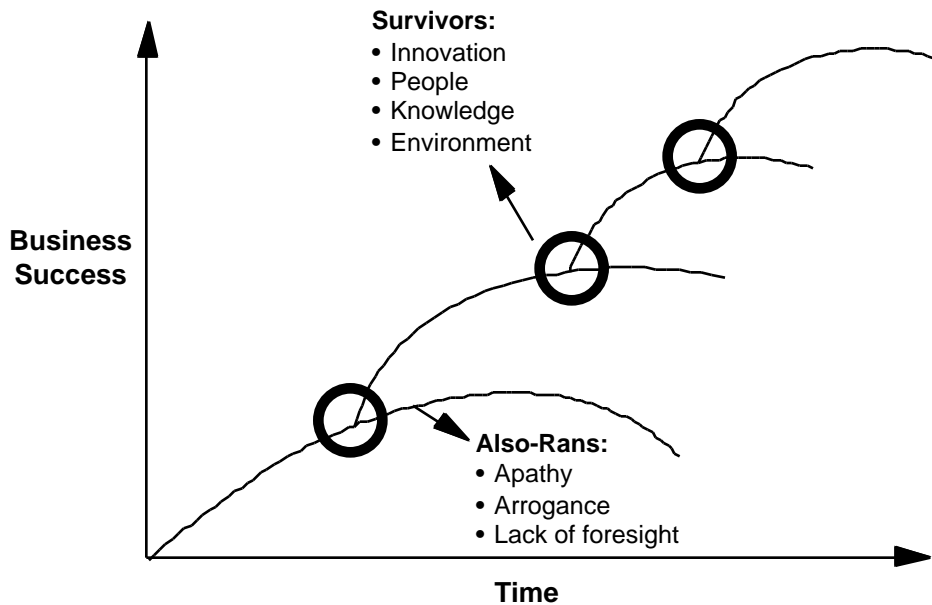 Survivors:
• Innovation
• People
• Knowledge
• Environment
Business
Success
Also-Rans:
• Apathy
• Arrogance
• Lack of foresight
Time